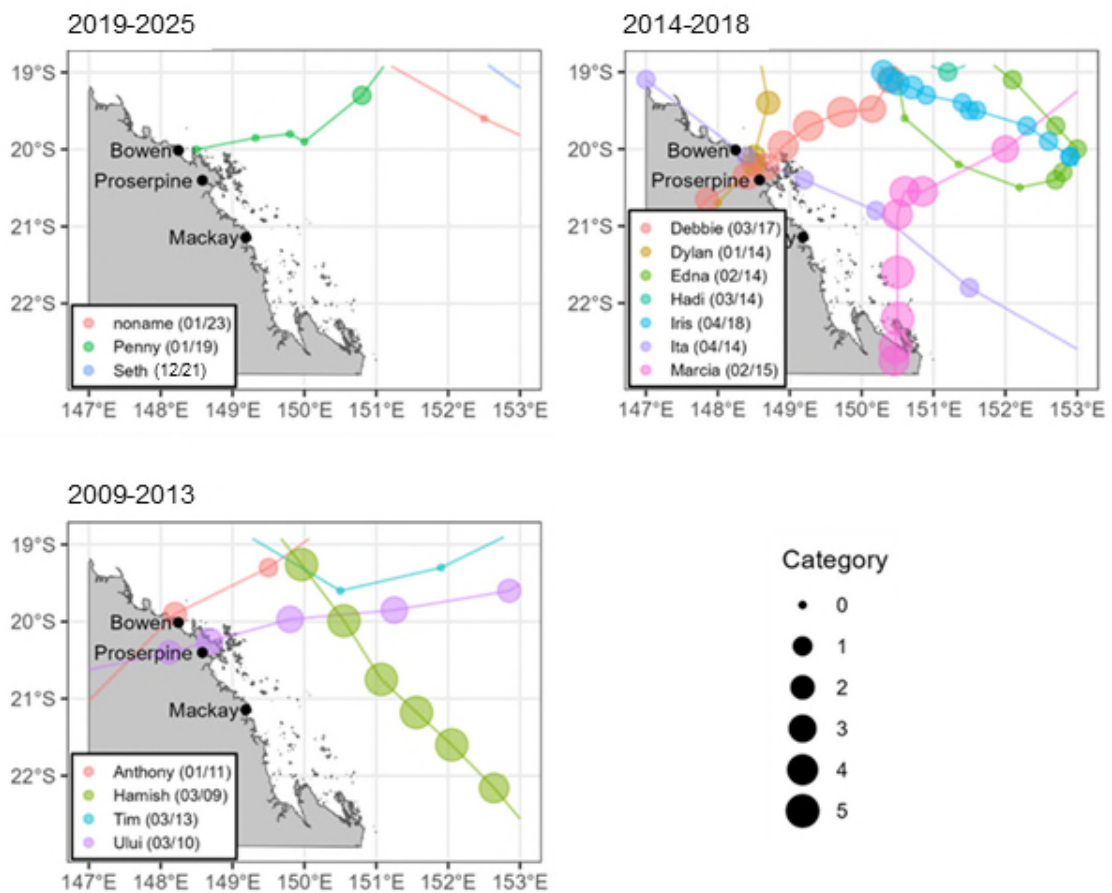 2019-2025
19°S
20°S
21°S
22°S
Bowen
Proserpine
Mackay
noname (01/23)
Penny (01/19)
Seth (12/21)
147°E 148°E 149°E 150°E 151°E 152°E 153°E
2014-2018
19°S
20°S
21°S
22°S
Bowen
Proserpine
y
Debbie (03/17)
Dylan (01/14)
Edna (02/14)
Hadi (03/14)
Iris (04/18)
Ita (04/14)
Marcia (02/15)
147°E 148°E 149°E 150°E 151°E 152°E 153°E
2009-2013
19°S
20°S
21°S
22°S
Bowen
Proserpine
Mackay
Anthony (01/11)
Hamish (03/09)
Tim (03/13)
Ului (03/10)
147°E 148°E 149°E 150°E 151°E 152°E 153°E
Category
0
1
2
3
4
5